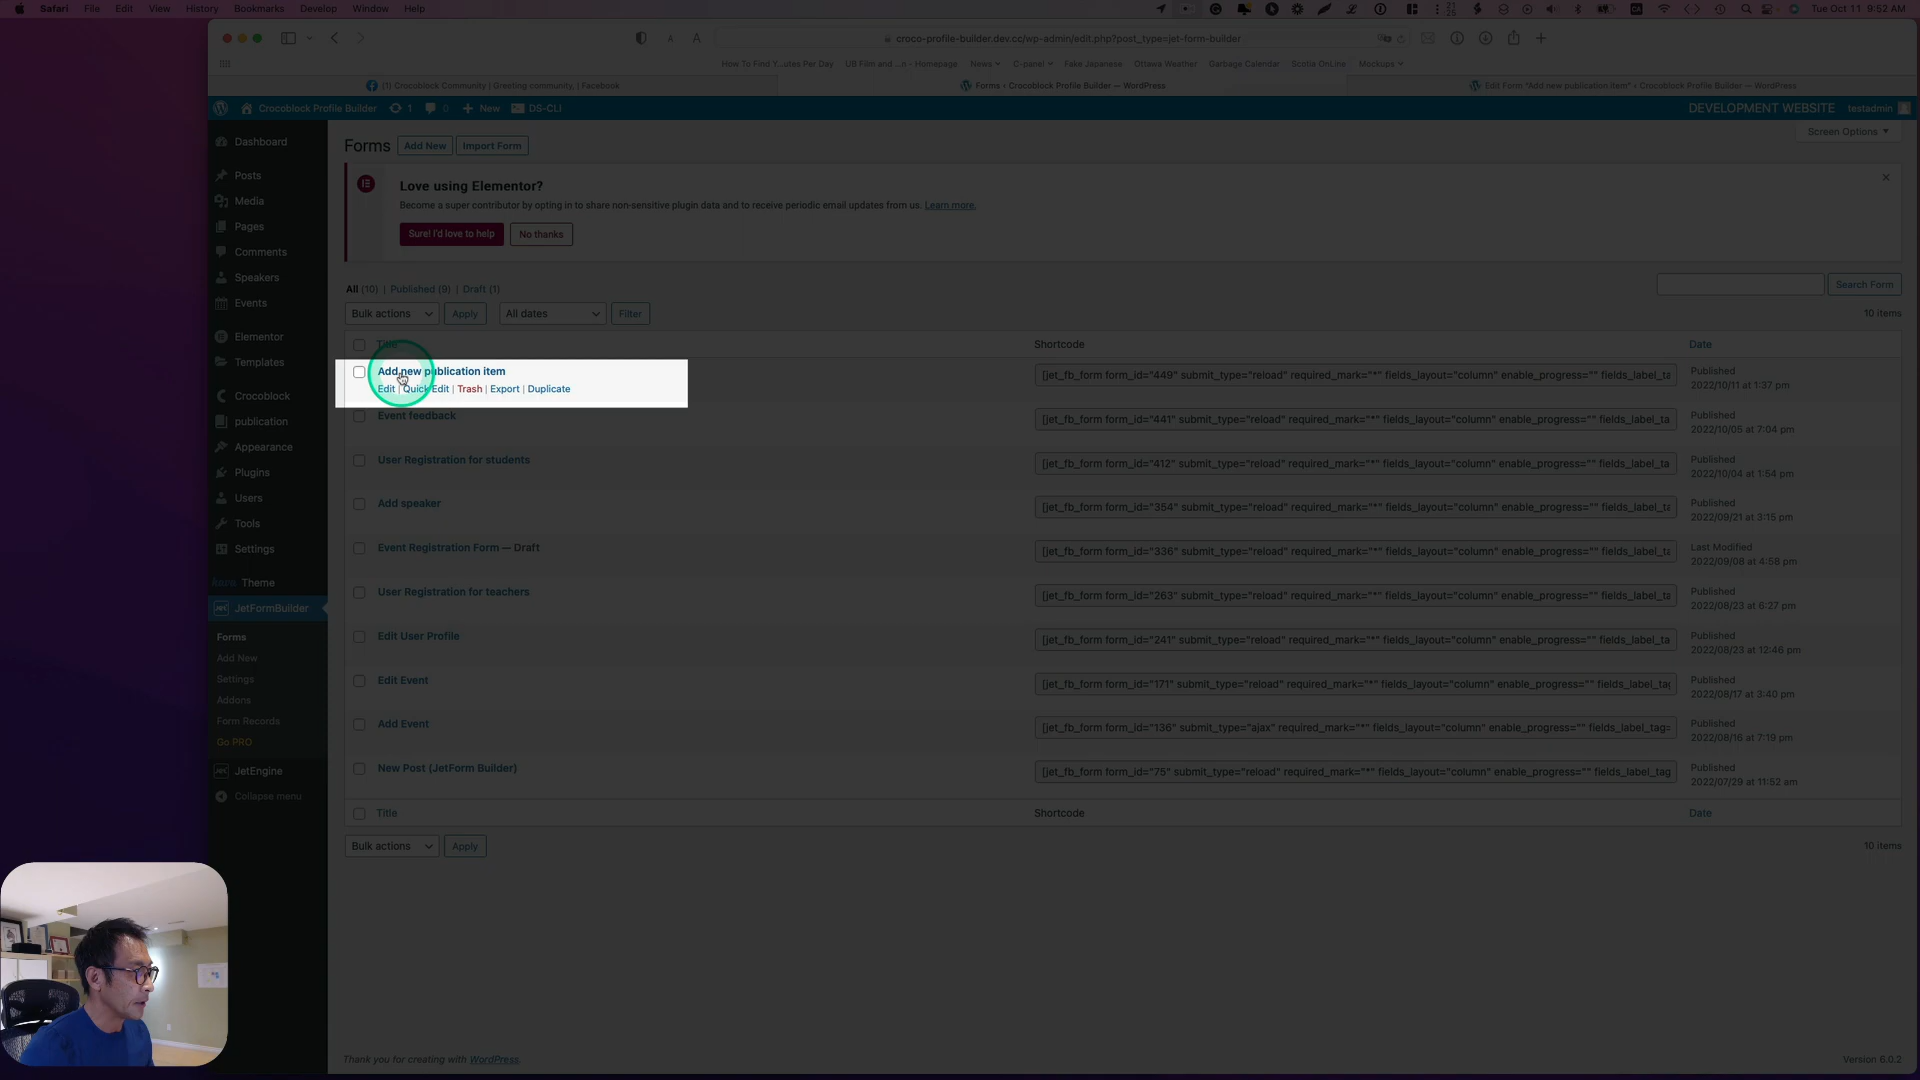 Safari File Edit View History Bookmarks Develop Window Help
Tue Oct 11 9:52 AM
croco-profile-builder.dev.cc/wp-admin/edit.php?post_type=jet-form-builder
How To Find Y...utes Per Day UB Film and ...b - Homepage News C-panel Fake Japanese Ottawa Weather Garbage Calendar Scotia OnLine Mockups
(1) Crocoblock Community | Greeting community, | Facebook
Forms ‹ Crocoblock Profile Builder — WordPress
Edit Form "Add new publication item" ‹ Crocoblock Profile Builder — WordPress
Crocoblock Profile Builder 1 0 New DS-CLI
DEVELOPMENT WEBSITE testadmin
Screen Options
Dashboard
Posts
Media
Pages
Comments
Speakers
Events
Elementor
Templates
Crocoblock
publication
Appearance
Plugins
Users
Tools
Settings
Theme
JetFormBuilder
Forms
Add New
Settings
Addons
Form Records
Go PRO
JetEngine
Collapse menu
Forms Add New Import Form
Love using Elementor?
Become a super contributor by opting in to share non-sensitive plugin data and to receive periodic email updates from us. Learn more.
Sure! I'd love to help No thanks
All (10) | Published (9) | Draft (1)
Search Form
Bulk actions Apply All dates Filter
10 items
Title Shortcode Date
Add new publication item
Edit | Quick Edit | Trash | Export | Duplicate
[jet_fb_form form_id="449" submit_type="reload" required_mark="*" fields_layout="column" enable_progress="" fields_label_ta
Published
2022/10/11 at 1:37 pm
Event feedback
[jet_fb_form form_id="441" submit_type="reload" required_mark="*" fields_layout="column" enable_progress="" fields_label_ta
Published
2022/10/05 at 7:04 pm
User Registration for students
[jet_fb_form form_id="412" submit_type="reload" required_mark="*" fields_layout="column" enable_progress="" fields_label_ta
Published
2022/10/04 at 1:54 pm
Add speaker
[jet_fb_form form_id="354" submit_type="reload" required_mark="*" fields_layout="column" enable_progress="" fields_label_ta
Published
2022/09/21 at 3:15 pm
Event Registration Form — Draft
[jet_fb_form form_id="336" submit_type="reload" required_mark="*" fields_layout="column" enable_progress="" fields_label_ta
Last Modified
2022/09/08 at 4:58 pm
User Registration for teachers
[jet_fb_form form_id="263" submit_type="reload" required_mark="*" fields_layout="column" enable_progress="" fields_label_ta
Published
2022/08/23 at 6:27 pm
Edit User Profile
[jet_fb_form form_id="241" submit_type="reload" required_mark="*" fields_layout="column" enable_progress="" fields_label_ta
Published
2022/08/23 at 12:46 pm
Edit Event
[jet_fb_form form_id="171" submit_type="reload" required_mark="*" fields_layout="column" enable_progress="" fields_label_tag
Published
2022/08/17 at 3:40 pm
Add Event
[jet_fb_form form_id="136" submit_type="ajax" required_mark="*" fields_layout="column" enable_progress="" fields_label_tag=
Published
2022/08/16 at 7:19 pm
New Post (JetForm Builder)
[jet_fb_form form_id="75" submit_type="reload" required_mark="*" fields_layout="column" enable_progress="" fields_label_tag
Published
2022/07/29 at 11:52 am
Title Shortcode Date
Bulk actions Apply
10 items
Thank you for creating with WordPress.
Version 6.0.2